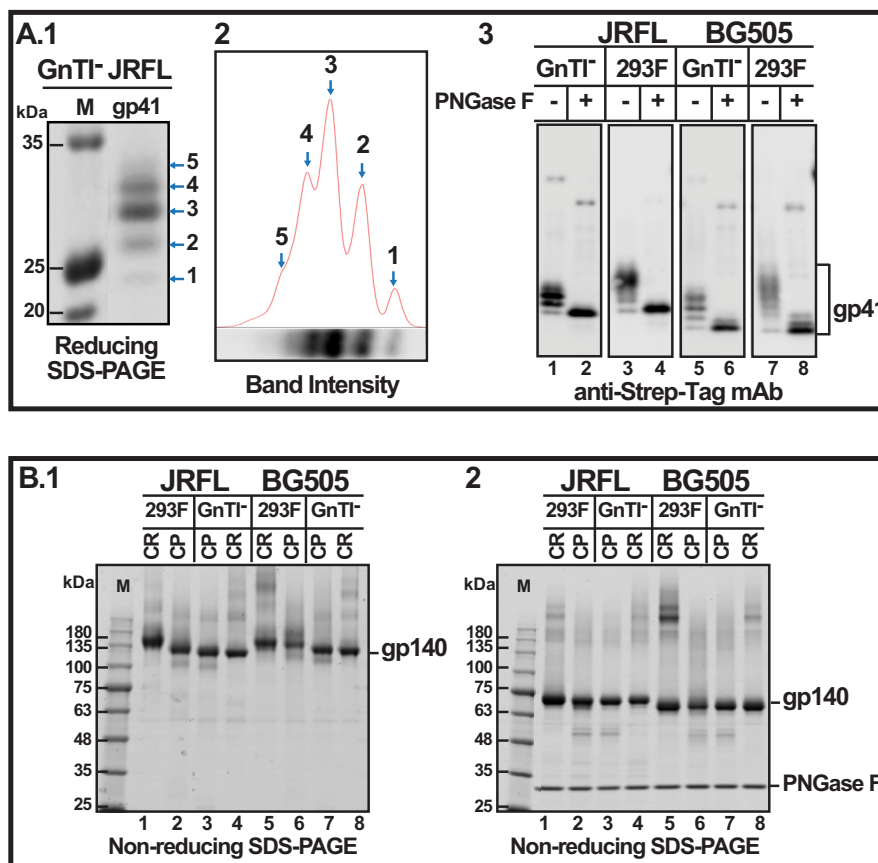 A.1
GnTI⁻ JRFL
kDa M gp41
35
25
20
5
4
3
2
1
Reducing
SDS-PAGE
2
3
4
2
5
1
Band Intensity
3
JRFL BG505
GnTI⁻ 293F GnTI⁻ 293F
PNGase F - + - + - + - +
gp41
1 2 3 4 5 6 7 8
anti-Strep-Tag mAb
B.1
JRFL BG505
293F GnTI⁻ 293F GnTI⁻
CR CP CP CR CR CP CP CR
kDa M
180
135
100
75
63
48
35
25
gp140
1 2 3 4 5 6 7 8
Non-reducing SDS-PAGE
2
JRFL BG505
293F GnTI⁻ 293F GnTI⁻
CR CP CP CR CR CP CP CR
kDa M
180
135
100
75
63
48
35
25
gp140
PNGase F
1 2 3 4 5 6 7 8
Non-reducing SDS-PAGE